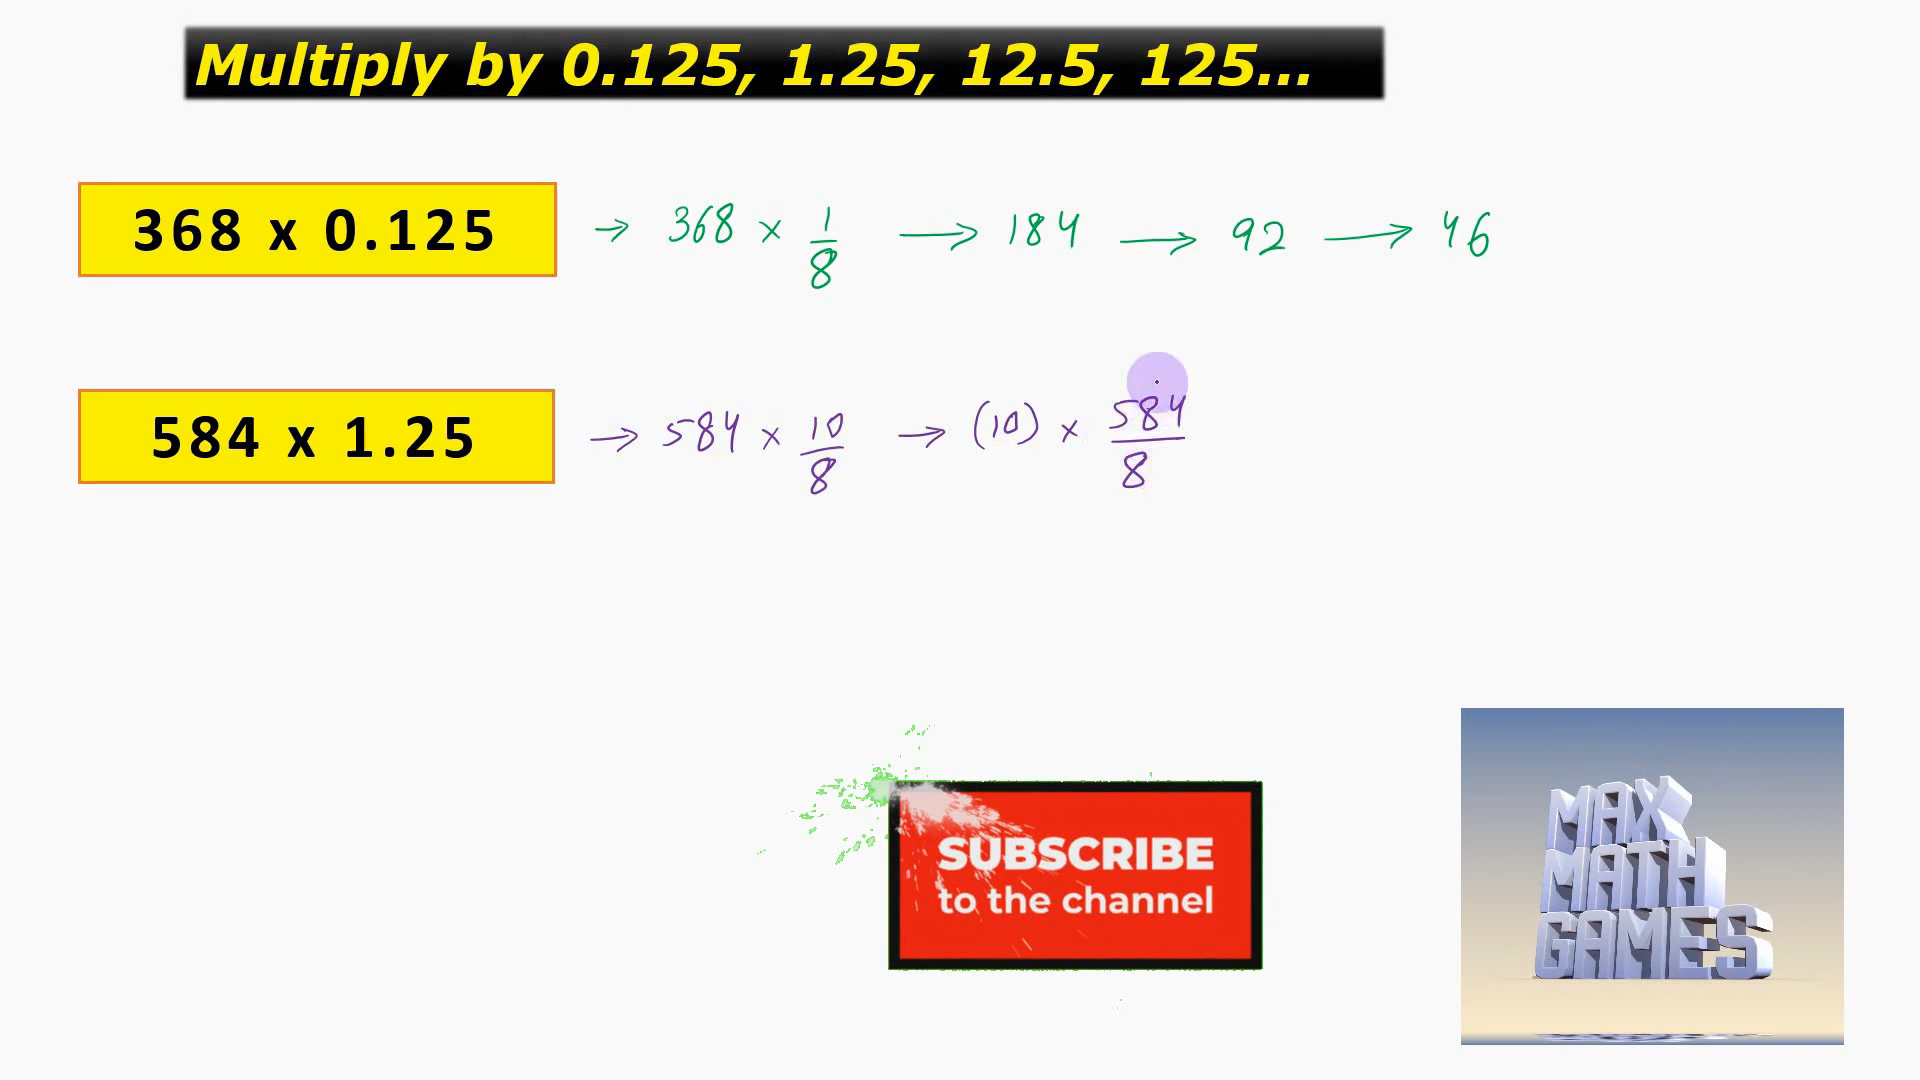 Multiply by 0.125, 1.25, 12.5, 125...
368 x 0.125 → 368 × 1/8 → 184 → 92 → 46
584 x 1.25 → 584 × 10/8 → (10) × 584/8
SUBSCRIBE
to the channel
MAX
MATH
GAMES